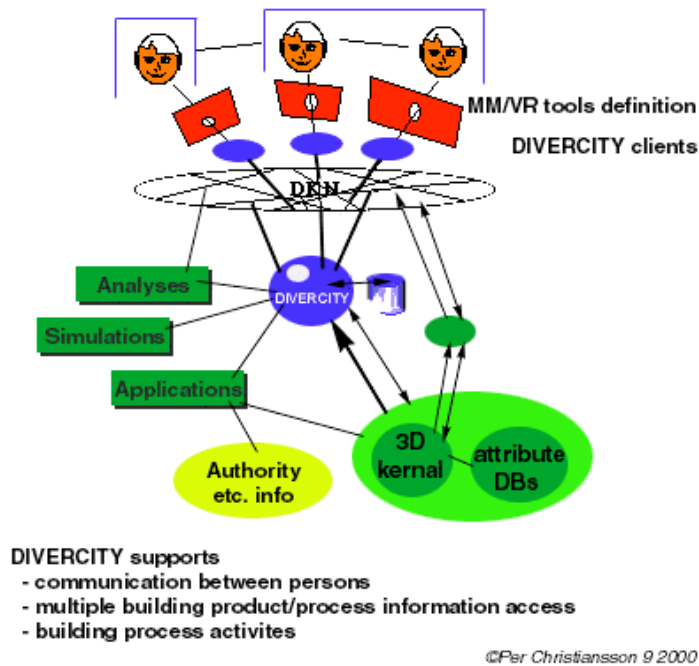 MM/VR tools definition
DIVERCITY clients
DKN
Analyses
DIVERCITY
Simulations
Applications
3D
kernal
attribute
DBs
Authority
etc. info
DIVERCITY supports
- communication between persons
- multiple building product/process information access
- building process activites
©Per Christiansson 9 2000